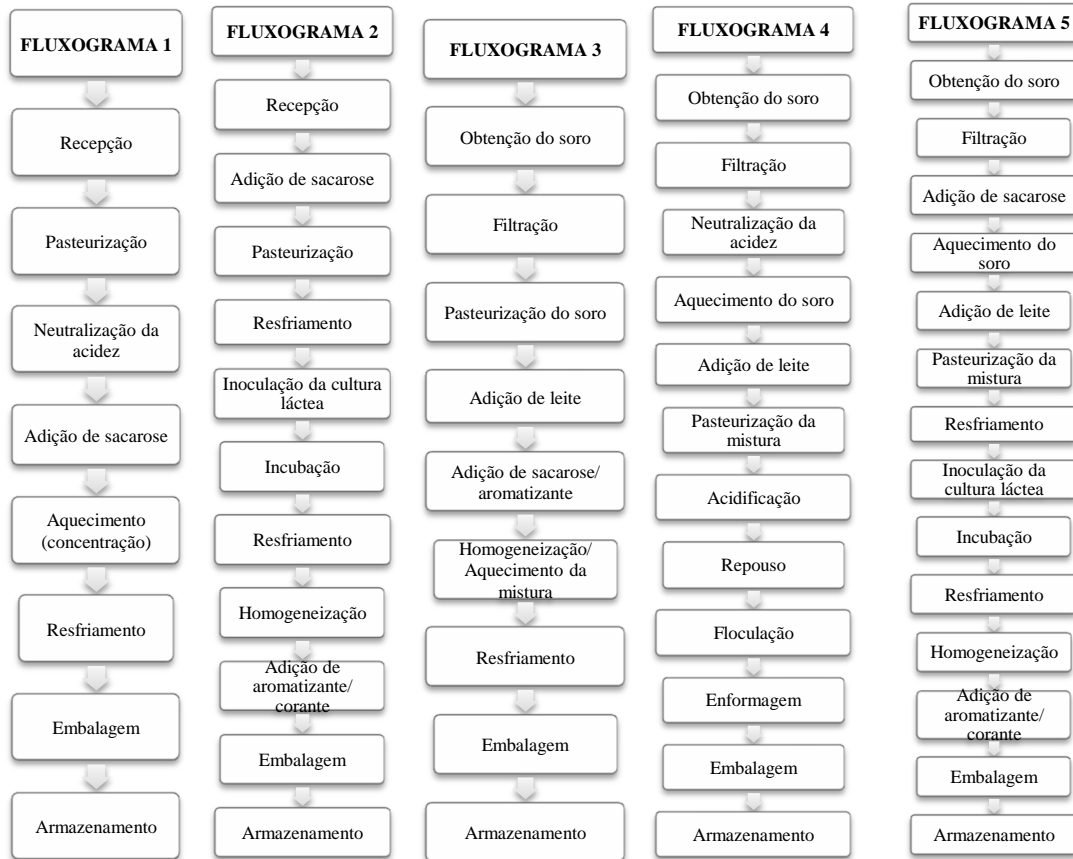 FLUXOGRAMA 1
Recepção
Pasteurização
Neutralização da
acidez
Adição de sacarose
Aquecimento
(concentração)
Resfriamento
Embalagem
Armazenamento
FLUXOGRAMA 2
Recepção
Adição de sacarose
Pasteurização
Resfriamento
Inoculação da cultura
láctea
Incubação
Resfriamento
Homogeneização
Adição de
aromatizante/
corante
Embalagem
Armazenamento
FLUXOGRAMA 3
Obtenção do soro
Filtração
Pasteurização do soro
Adição de leite
Adição de sacarose/
aromatizante
Homogeneização/
Aquecimento da
mistura
Resfriamento
Embalagem
Armazenamento
FLUXOGRAMA 4
Obtenção do soro
Filtração
Neutralização da
acidez
Aquecimento do soro
Adição de leite
Pasteurização da
mistura
Acidificação
Repouso
Floculação
Enformagem
Embalagem
Armazenamento
FLUXOGRAMA 5
Obtenção do soro
Filtração
Adição de sacarose
Aquecimento do
soro
Adição de leite
Pasteurização da
mistura
Resfriamento
Inoculação da
cultura láctea
Incubação
Resfriamento
Homogeneização
Adição de
aromatizante/
corante
Embalagem
Armazenamento